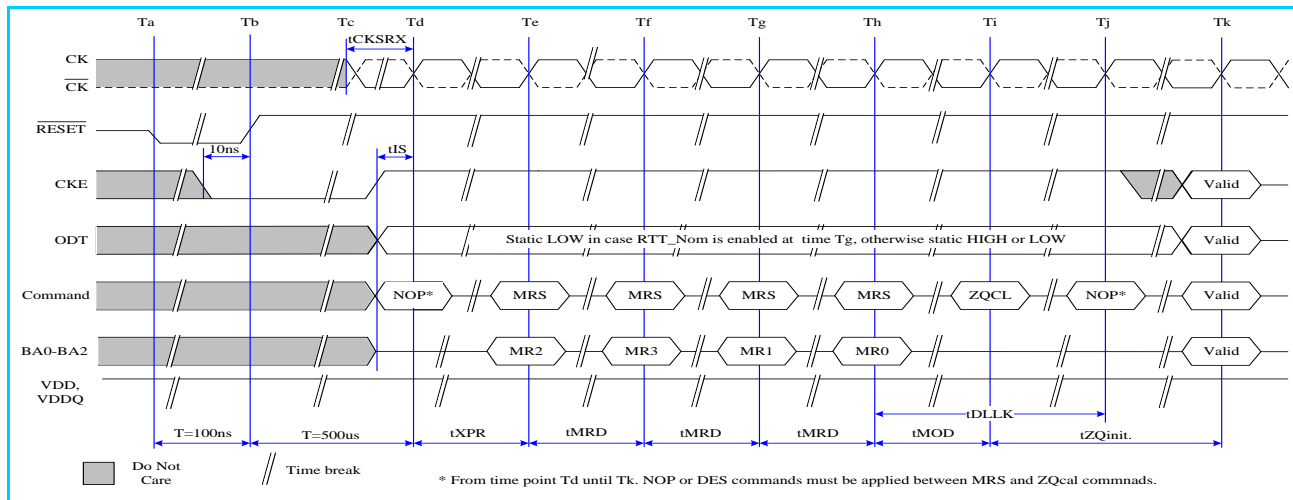 Ta Tb Tc Td Te Tf Tg Th Ti Tj Tk
tCKSRX
CK
CK
RESET
10ns tIS
CKE Valid
ODT Static LOW in case RTT_Nom is enabled at time Tg, otherwise static HIGH or LOW Valid
Command NOP* MRS MRS MRS MRS ZQCL NOP* Valid
BA0-BA2 MR2 MR3 MR1 MR0 Valid
VDD,
VDDQ
tDLLK
T=100ns T=500us tXPR tMRD tMRD tMRD tMOD tZQinit.
Do Not
Care
Time break
* From time point Td until Tk. NOP or DES commands must be applied between MRS and ZQcal commnads.